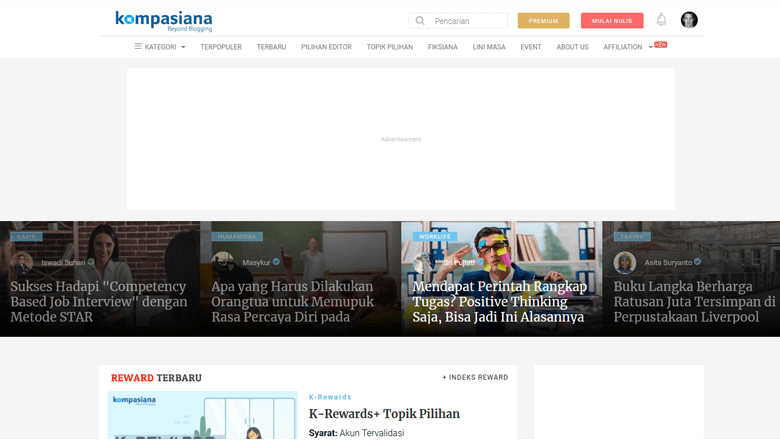 kompasiana
Beyond Blogging
Pencarian
PREMIUM
MULAI NULIS
KATEGORI
TERPOPULER
TERBARU
PILIHAN EDITOR
TOPIK PILIHAN
FIKSIANA
LINI MASA
EVENT
ABOUT US
AFFILIATION
NEW
Advertisement
KARIR
Iswadi Suhari
Sukses Hadapi "Competency
Based Job Interview" dengan
Metode STAR
HUMANIORA
Masykur
Apa yang Harus Dilakukan
Orangtua untuk Memupuk
Rasa Percaya Diri pada
WORKLIFE
Sri Pujiati
Mendapat Perintah Rangkap
Tugas? Positive Thinking
Saja, Bisa Jadi Ini Alasannya
TRAVEL
Asita Suryanto
Buku Langka Berharga
Ratusan Juta Tersimpan di
Perpustakaan Liverpool
REWARD TERBARU
+ INDEKS REWARD
kompasiana
K-Rewards
K-Rewards+ Topik Pilihan
Syarat: Akun Tervalidasi